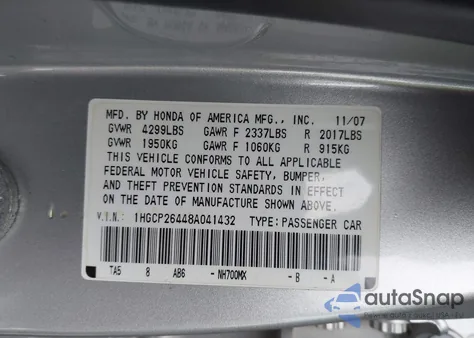 MFD. BY HONDA OF AMERICA MFG., INC. 11/07
GVWR 4299LBS GAWR F 2337LBS R 2017LBS
GVWR 1950KG GAWR F 1060KG R 915KG
THIS VEHICLE CONFORMS TO ALL APPLICABLE
FEDERAL MOTOR VEHICLE SAFETY, BUMPER,
AND THEFT PREVENTION STANDARDS IN EFFECT
ON THE DATE OF MANUFACTURE SHOWN ABOVE.
V.I.N.: 1HGCP26448A041432 TYPE: PASSENGER CAR
TA5 8 AB6 -NH700MX -B -A
autoSnap